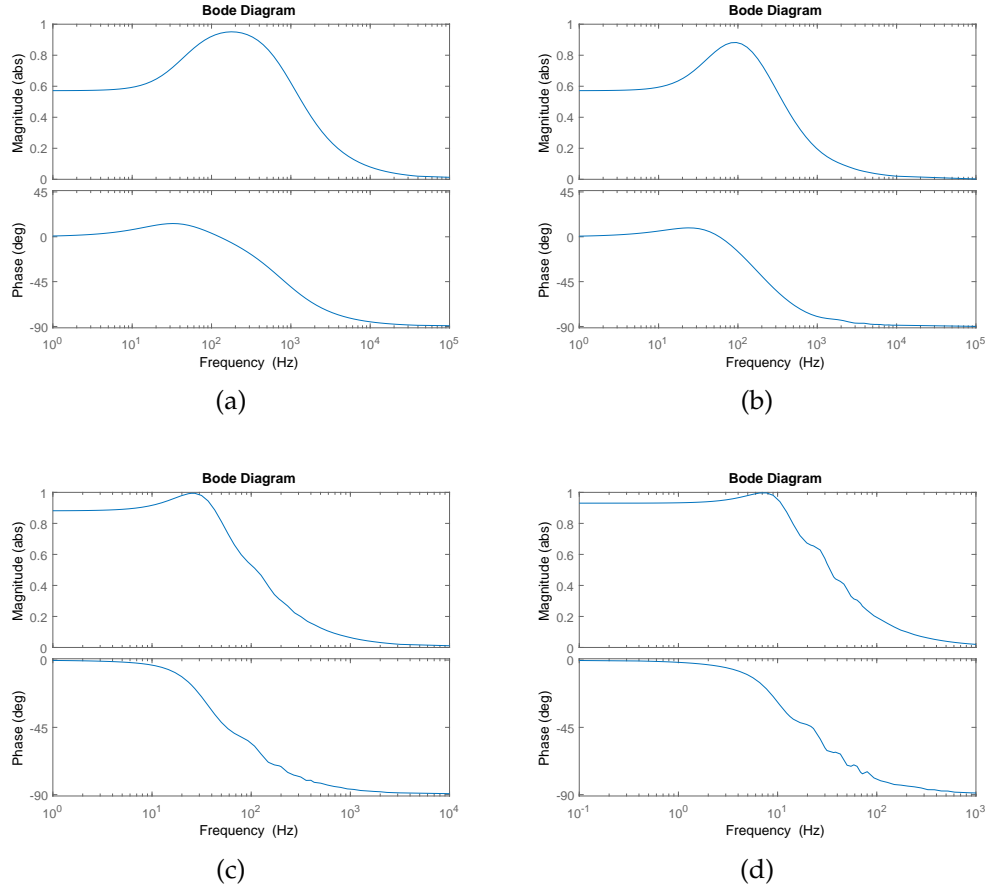 Bode Diagram
Magnitude (abs)
1
0.8
0.6
0.4
0.2
0
Phase (deg)
45
0
-45
-90
10^0 10^1 10^2 10^3 10^4 10^5
Frequency (Hz)
(a)
Bode Diagram
Magnitude (abs)
1
0.8
0.6
0.4
0.2
0
Phase (deg)
45
0
-45
-90
10^0 10^1 10^2 10^3 10^4 10^5
Frequency (Hz)
(b)
Bode Diagram
Magnitude (abs)
1
0.8
0.6
0.4
0.2
0
Phase (deg)
0
-45
-90
10^0 10^1 10^2 10^3 10^4
Frequency (Hz)
(c)
Bode Diagram
Magnitude (abs)
1
0.8
0.6
0.4
0.2
0
Phase (deg)
0
-45
-90
10^-1 10^0 10^1 10^2 10^3
Frequency (Hz)
(d)